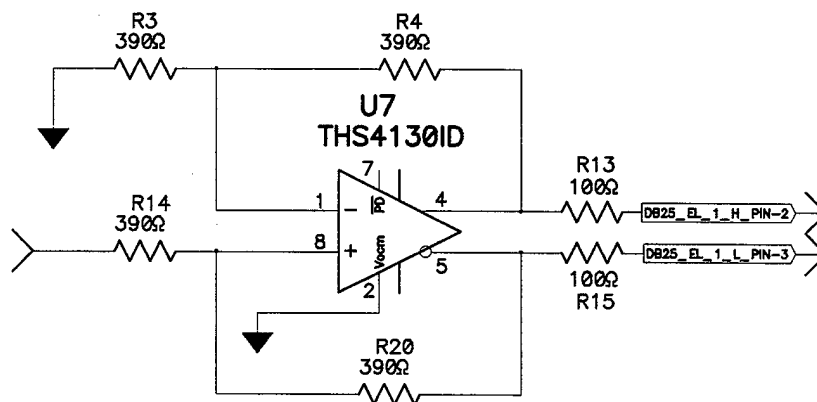 R3
390Ω
R4
390Ω
U7
THS4130ID
7
1
4
PD
R13
100Ω
DB25_EL_1_H_PIN-2
R14
390Ω
8
5
Vocm
2
DB25_EL_1_L_PIN-3
100Ω
R15
R20
390Ω